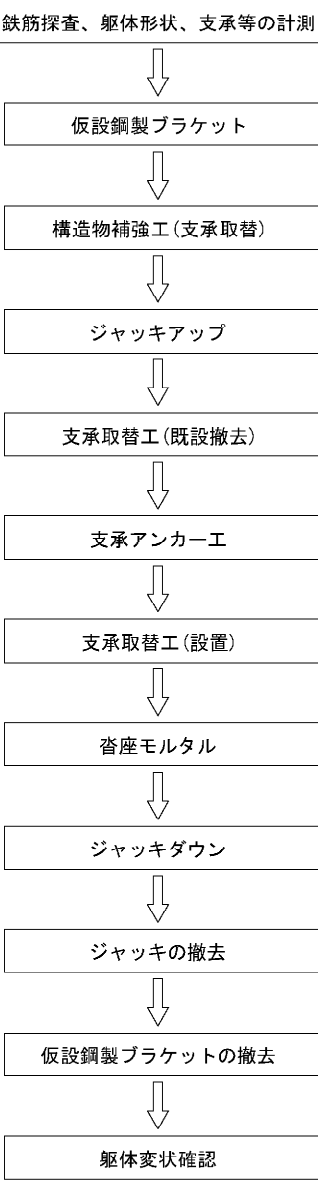 鉄筋探査、躯体形状、支承等の計測
仮設鋼製ブラケット
構造物補強工(支承取替)
ジャッキアップ
支承取替工(既設撤去)
支承アンカー工
支承取替工(設置)
沓座モルタル
ジャッキダウン
ジャッキの撤去
仮設鋼製ブラケットの撤去
躯体変状確認